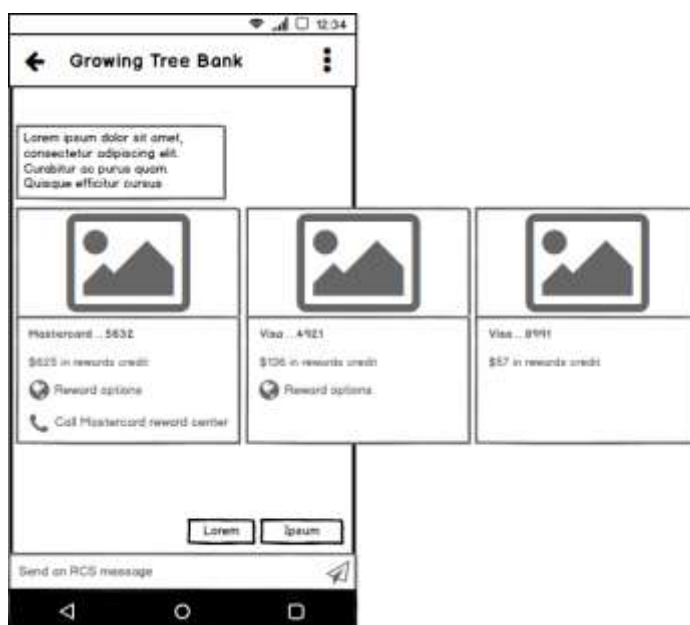 12:34
Growing Tree Bank
Lorem ipsum dolor sit amet,
consectetur adipiscing elit.
Curabitur ac purus quam.
Quisque efficitur cursus
Mastercard ...5632
$625 in rewards credit
Reward options
Call Mastercard reward center
Visa ...4921
$136 in rewards credit
Reward options
Visa ...8991
$57 in rewards credit
Lorem
Ipsum
Send an RCS message